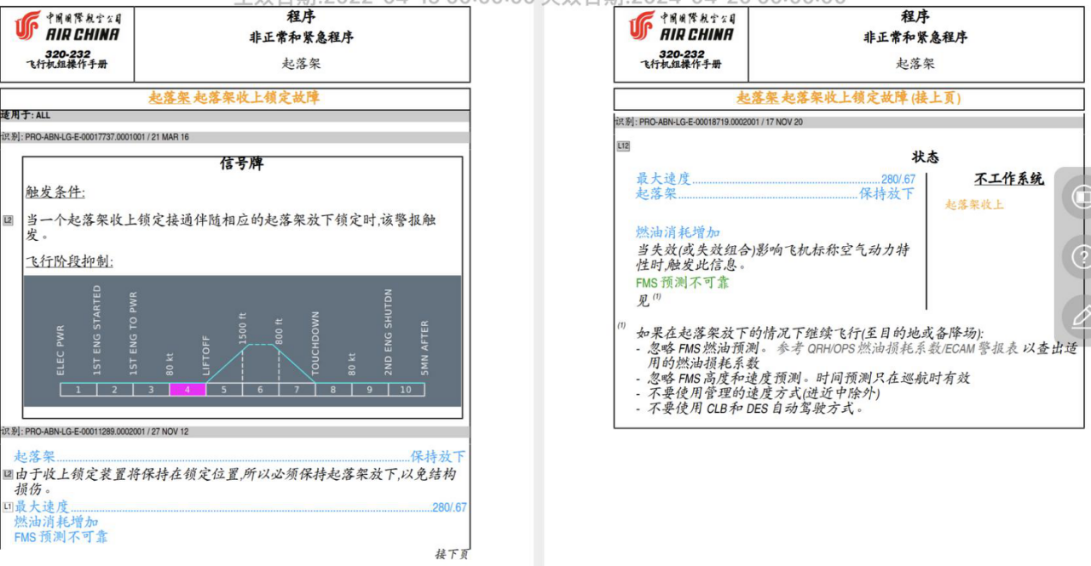 中国国际航空公司
AIR CHINA
320-232
飞行机组操作手册
程序
非正常和紧急程序
起落架
起落架 起落架收上锁定故障
适用于: ALL
识别: PRO-ABN-LG-E-00017737.0001001 / 21 MAR 16
信号牌
触发条件:
L2 当一个起落架收上锁定接通伴随相应的起落架放下锁定时,该警报触
发。
飞行阶段抑制:
ELEC PWR
1ST ENG STARTED
1ST ENG TO PWR
80 kt
LIFTOFF
1500 ft
800 ft
TOUCHDOWN
80 kt
2ND ENG SHUTDN
5MN AFTER
1 2 3 4 5 6 7 8 9 10
识别: PRO-ABN-LG-E-00011289.0002001 / 27 NOV 12
起落架...保持放下
L2 由于收上锁定装置将保持在锁定位置,所以必须保持起落架放下,以免结构
损伤。
L1 最大速度...280/.67
燃油消耗增加
FMS 预测不可靠
接下页
中国国际航空公司
AIR CHINA
320-232
飞行机组操作手册
程序
非正常和紧急程序
起落架
起落架 起落架收上锁定故障 (接上页)
识别: PRO-ABN-LG-E-00018719.0002001 / 17 NOV 20
L12
状态
最大速度...280/.67
起落架...保持放下
燃油消耗增加
当失效(或失效组合)影响飞机标称空气动力特
性时,触发此信息。
FMS 预测不可靠
见 (1)
不工作系统
起落架收上
(1) 如果在起落架放下的情况下继续飞行(至目的地或备降场):
- 忽略 FMS 燃油预测。 参考 QRH/OPS 燃油损耗系数/ECAM 警报表 以查出适
用的燃油损耗系数
- 忽略 FMS 高度和速度预测。时间预测只在巡航时有效
- 不要使用管理的速度方式(进近中除外)
- 不要使用 CLB 和 DES 自动驾驶方式。